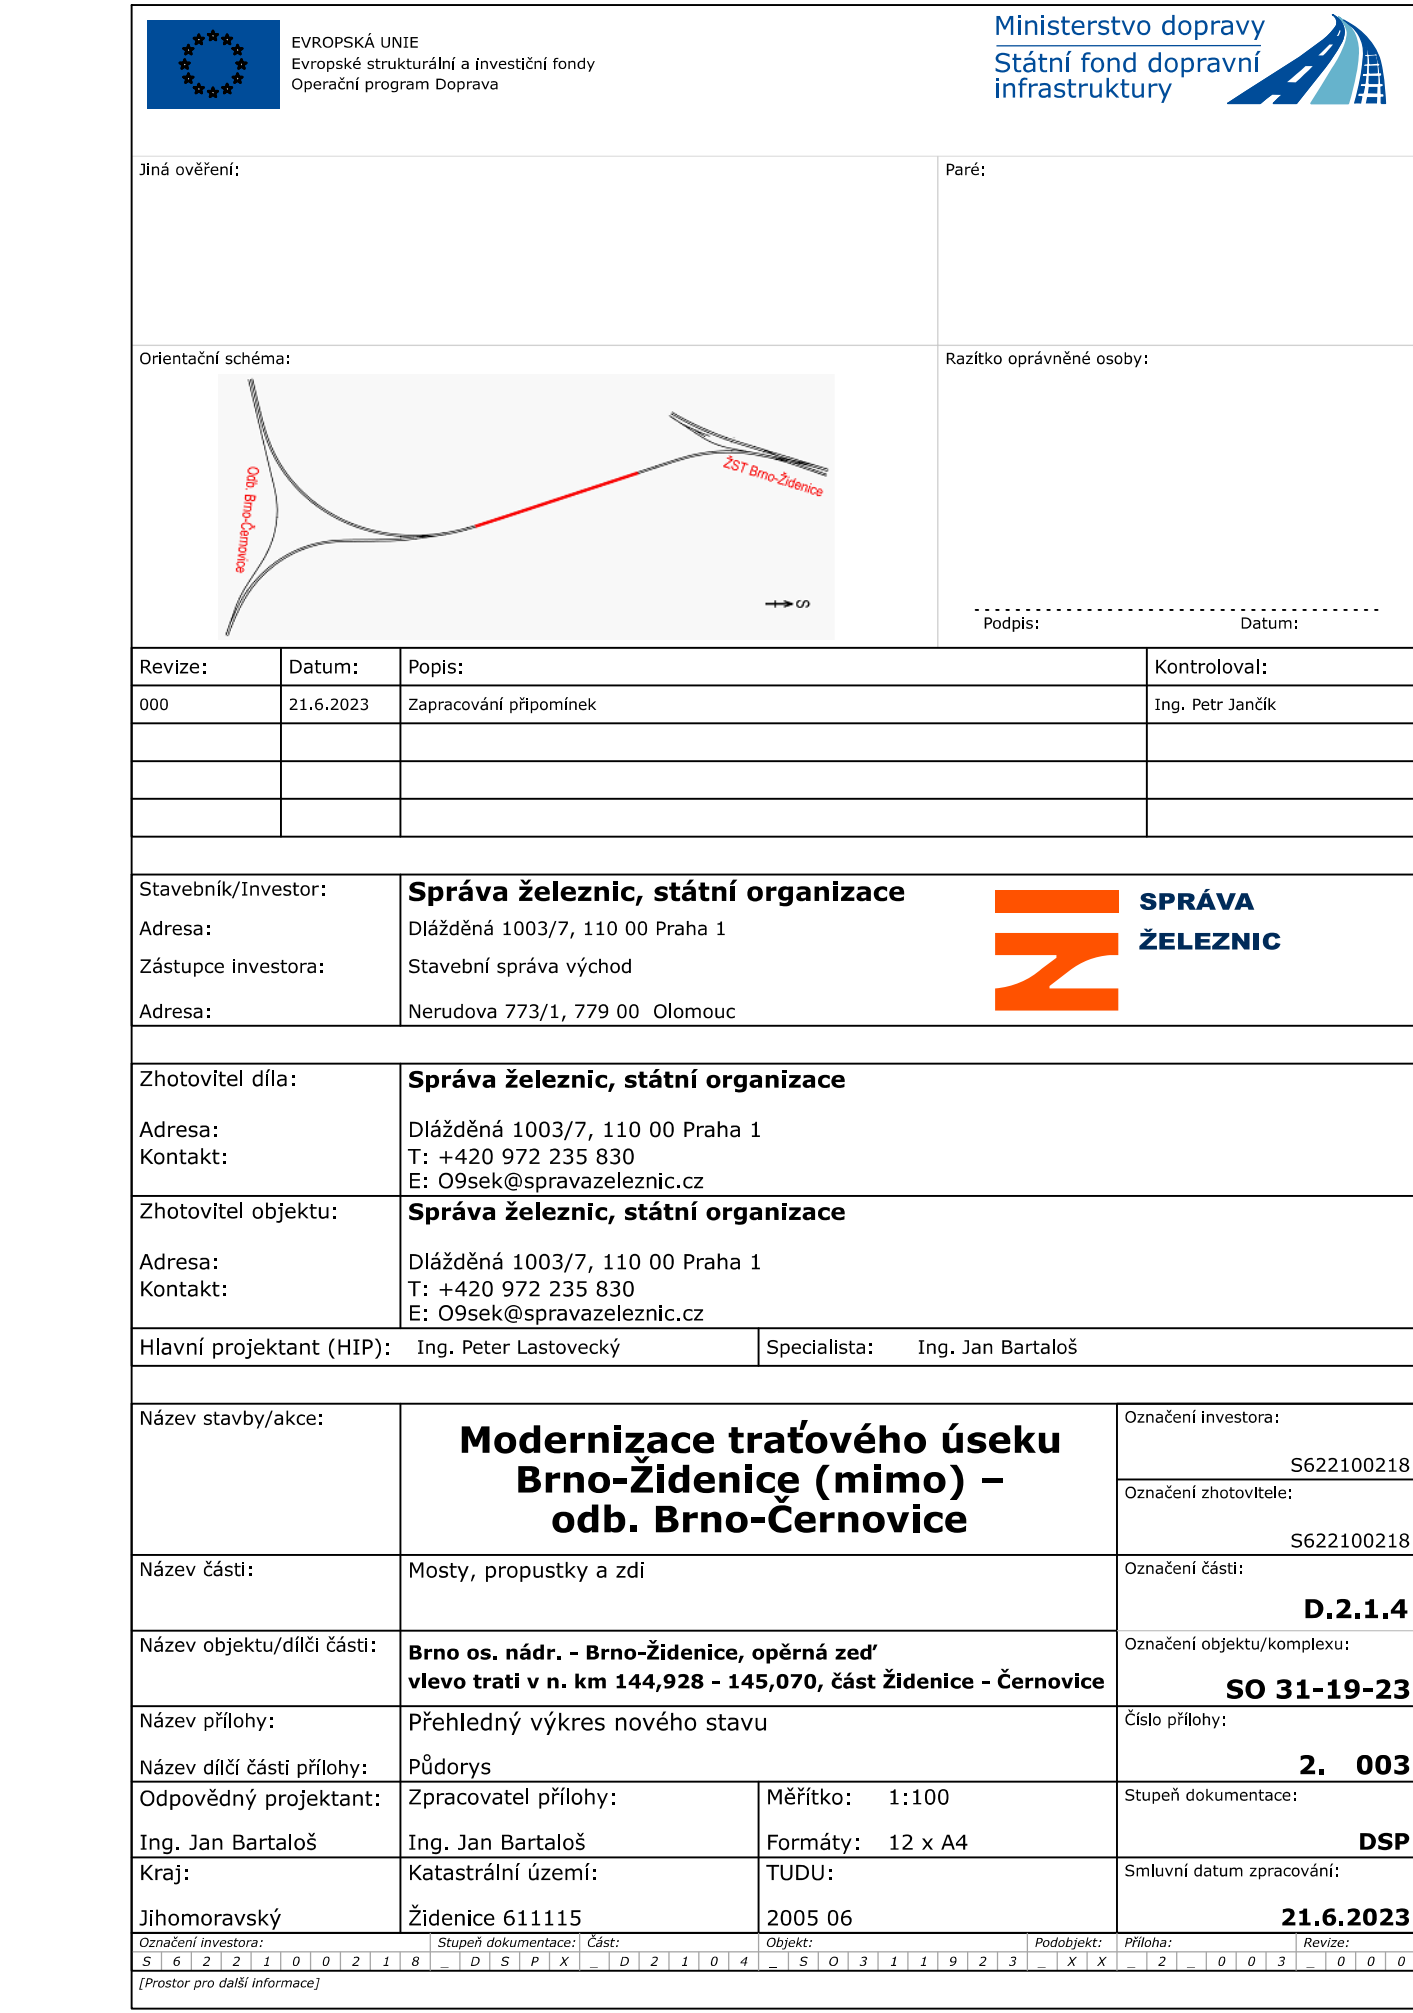 EVROPSKÁ UNIE
Evropské strukturální a investiční fondy
Operační program Doprava
Ministerstvo dopravy
Státní fond dopravní
infrastruktury
Jiná ověření:
Paré:
Orientační schéma:
Razítko oprávněné osoby:
Odb. Brno-Černovice
ŽST Brno-Židenice
S
Podpis: Datum:
Revize: Datum: Popis: Kontroloval:
000 21.6.2023 Zapracování připomínek Ing. Petr Jančík
Stavebník/Investor: Správa železnic, státní organizace
Adresa: Dlážděná 1003/7, 110 00 Praha 1
Zástupce investora: Stavební správa východ
Adresa: Nerudova 773/1, 779 00 Olomouc
SPRÁVA
ŽELEZNIC
Zhotovitel díla: Správa železnic, státní organizace
Adresa: Dlážděná 1003/7, 110 00 Praha 1
Kontakt: T: +420 972 235 830
E: O9sek@spravazeleznic.cz
Zhotovitel objektu: Správa železnic, státní organizace
Adresa: Dlážděná 1003/7, 110 00 Praha 1
Kontakt: T: +420 972 235 830
E: O9sek@spravazeleznic.cz
Hlavní projektant (HIP): Ing. Peter Lastovecký Specialista: Ing. Jan Bartaloš
Název stavby/akce:
Modernizace traťového úseku
Brno-Židenice (mimo) –
odb. Brno-Černovice
Označení investora:
S622100218
Označení zhotovitele:
S622100218
Název části: Mosty, propustky a zdi
Označení části:
D.2.1.4
Název objektu/dílči části:
Brno os. nádr. - Brno-Židenice, opěrná zeď
vlevo trati v n. km 144,928 - 145,070, část Židenice - Černovice
Označení objektu/komplexu:
SO 31-19-23
Název přílohy: Přehledný výkres nového stavu
Název dílčí části přílohy: Půdorys
Číslo přílohy:
2. 003
Odpovědný projektant: Zpracovatel přílohy: Měřítko: 1:100
Ing. Jan Bartaloš Ing. Jan Bartaloš Formáty: 12 x A4
Stupeň dokumentace:
DSP
Kraj: Katastrální území: TUDU:
Jihomoravský Židenice 611115 2005 06
Smluvní datum zpracování:
21.6.2023
Označení investora: Stupeň dokumentace: Část: Objekt: Podobjekt: Příloha: Revize:
S 6 2 2 1 0 0 2 1 8 _ D S P X _ D 2 1 0 4 _ S O 3 1 1 9 2 3 _ X X _ 2 _ 0 0 3 _ 0 0 0
[Prostor pro další informace]